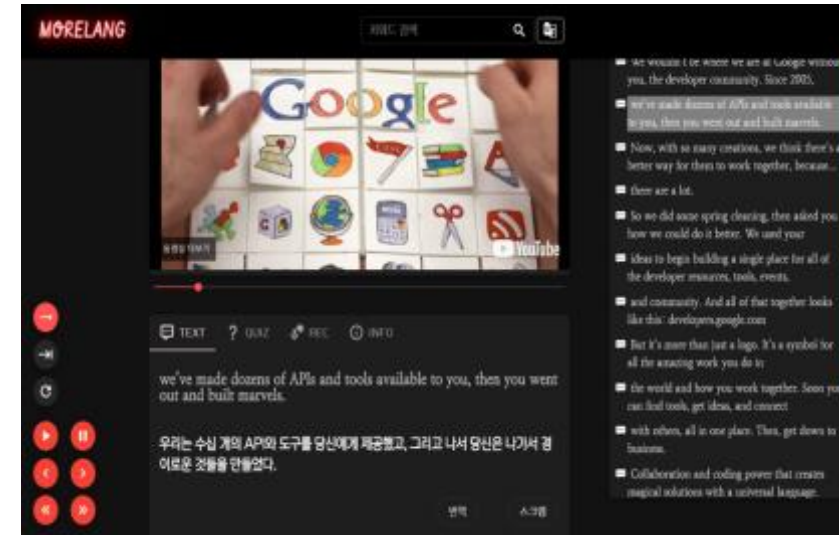 MORELANG
키워드 검색
Google
YouTube
TEXT
QUIZ
REC
INFO
we've made dozens of APIs and tools available to you, then you went
out and built marvels.
우리는 수십 개의 API와 도구를 당신에게 제공했고, 그리고 나서 당신은 나가서 경
이로운 것들을 만들었다.
번역
스크랩
We wouldn't be where we are at Google without
you, the developer community. Since 2005,
we've made dozens of APIs and tools available
to you, then you went out and built marvels.
Now, with so many creations, we think there's a
better way for them to work together, because...
there are a lot.
So we did some spring cleaning, then asked you
how we could do it better. We used your
ideas to begin building a single place for all of
the developer resources, tools, events,
and community. And all of that together looks
like this: developers.google.com
But it's more than just a logo. It's a symbol for
all the amazing work you do in
the world and how you work together. Soon you
can find tools, get ideas, and connect
with others, all in one place. Then, get down to
business.
Collaboration and coding power that creates
magical solutions with a universal language.